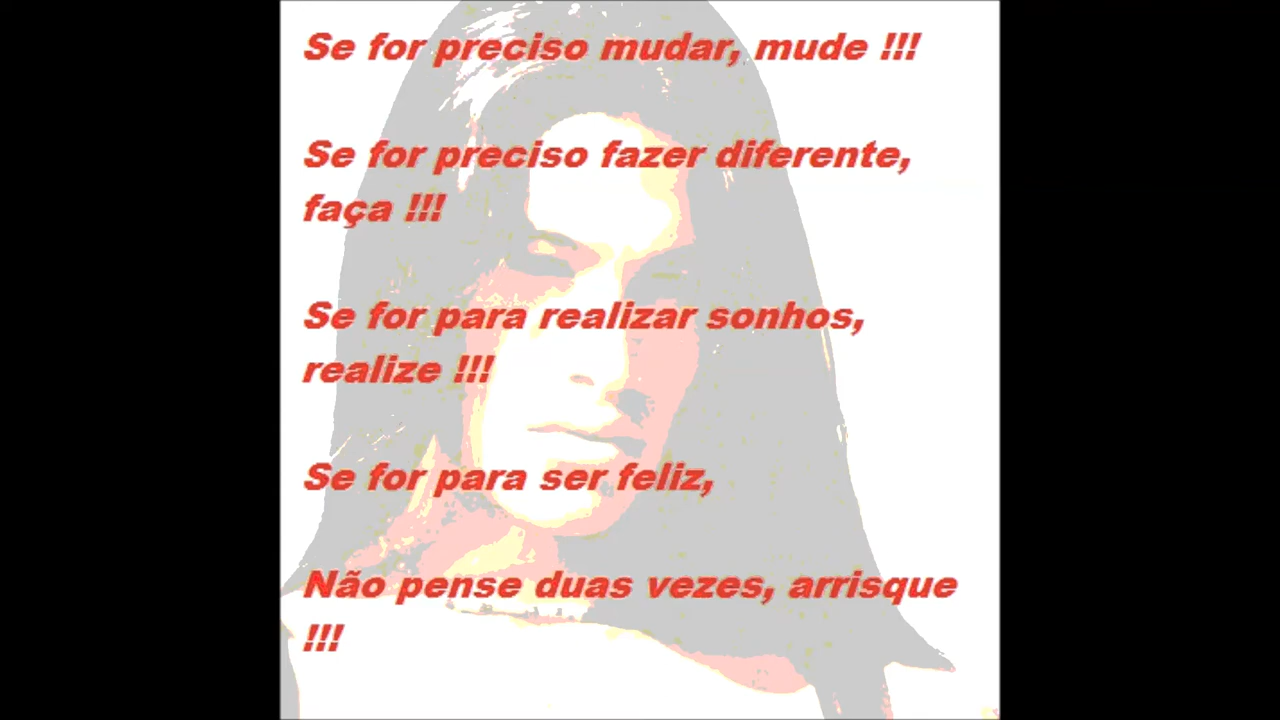 Se for preciso mudar, mude !!!
Se for preciso fazer diferente,
faça !!!
Se for para realizar sonhos,
realize !!!
Se for para ser feliz,
Não pense duas vezes, arrisque
!!!